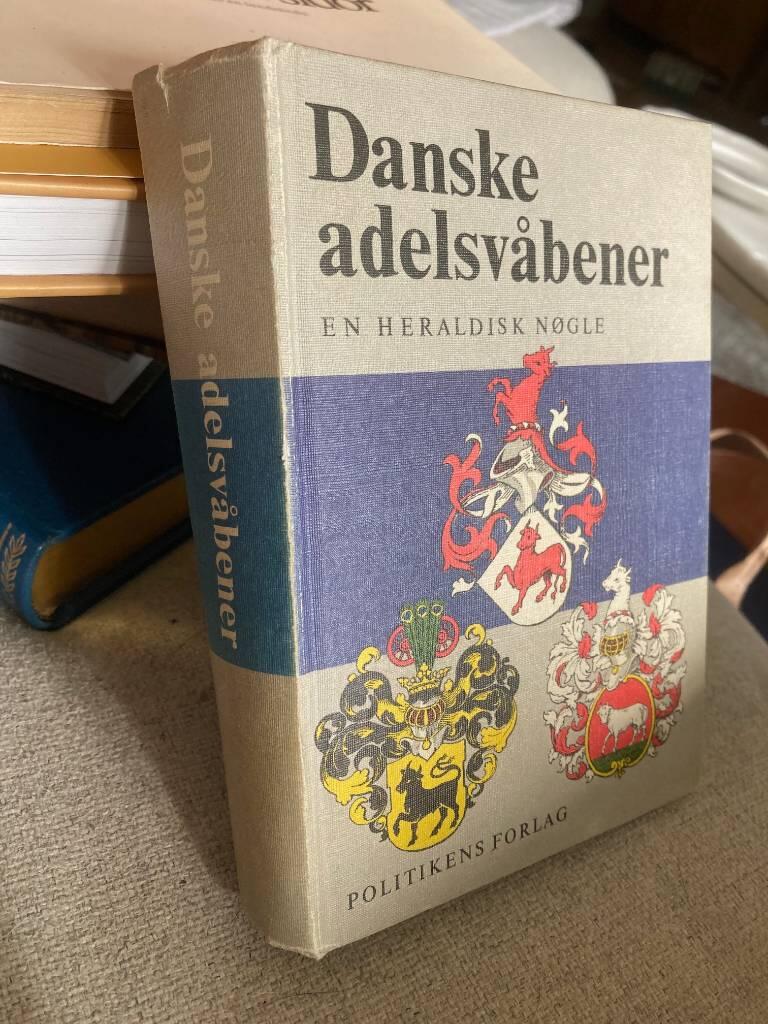 Danske adelsvåbener
Danske
adelsvåbener
EN HERALDISK NØGLE
POLITIKENS FORLAG